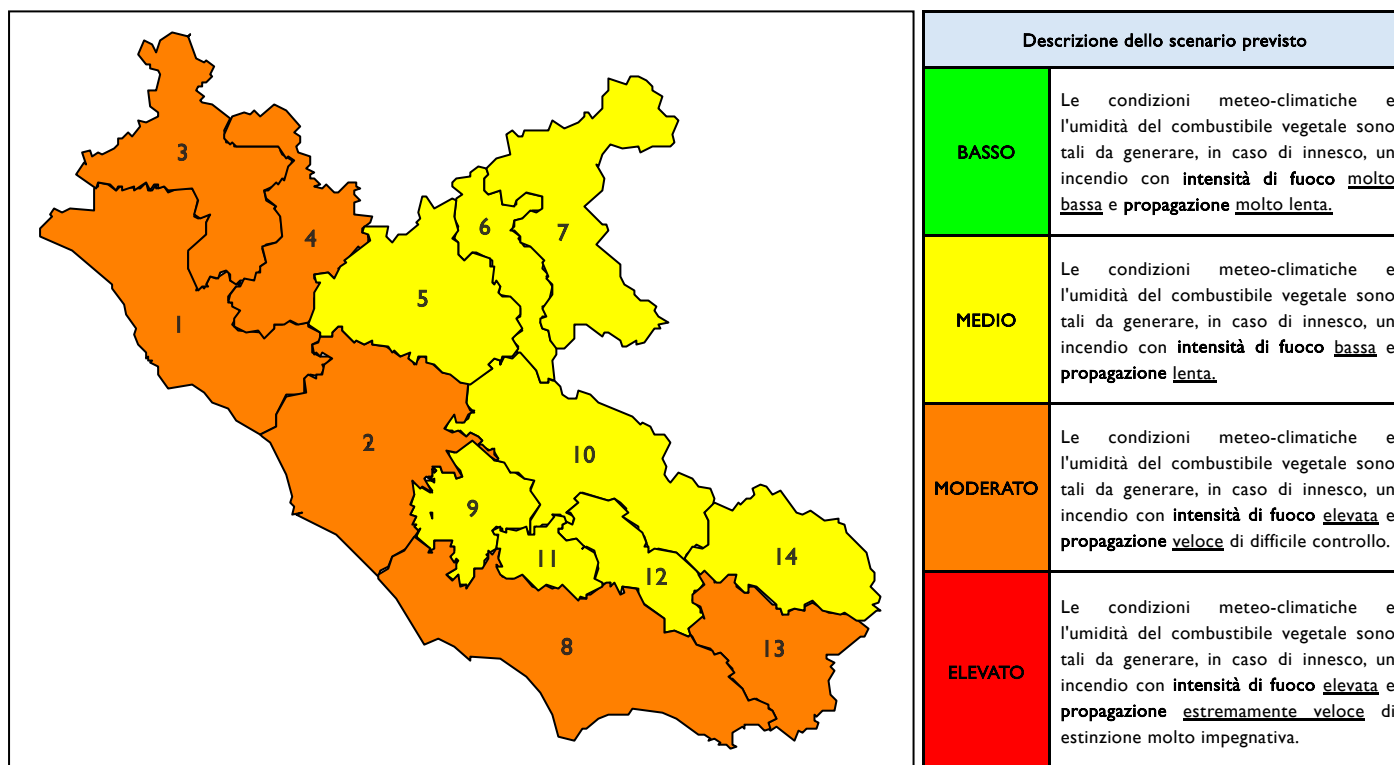 3
4
6
7
5
1
2
10
9
11
12
14
8
13
Descrizione dello scenario previsto
BASSO
Le condizioni meteo-climatiche e
l'umidità del combustibile vegetale sono
tali da generare, in caso di innesco, un
incendio con intensità di fuoco molto
bassa e propagazione molto lenta.
MEDIO
Le condizioni meteo-climatiche e
l'umidità del combustibile vegetale sono
tali da generare, in caso di innesco, un
incendio con intensità di fuoco bassa e
propagazione lenta.
MODERATO
Le condizioni meteo-climatiche e
l'umidità del combustibile vegetale sono
tali da generare, in caso di innesco, un
incendio con intensità di fuoco elevata e
propagazione veloce di difficile controllo.
ELEVATO
Le condizioni meteo-climatiche e
l'umidità del combustibile vegetale sono
tali da generare, in caso di innesco, un
incendio con intensità di fuoco elevata e
propagazione estremamente veloce di
estinzione molto impegnativa.